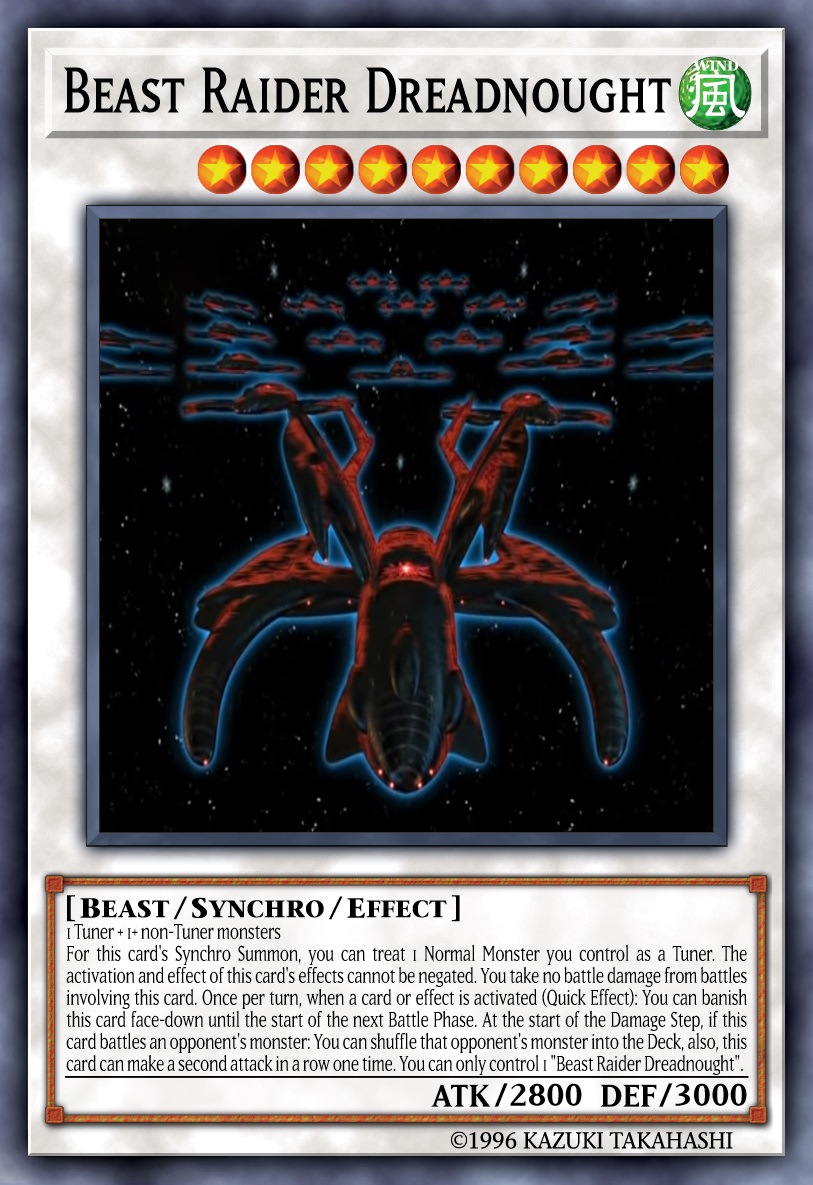 Beast Raider Dreadnought
WIND
風
[Beast/Synchro/Effect]
1 Tuner + 1+ non-Tuner monsters
For this card's Synchro Summon, you can treat 1 Normal Monster you control as a Tuner. The
activation and effect of this card's effects cannot be negated. You take no battle damage from battles
involving this card. Once per turn, when a card or effect is activated (Quick Effect): You can banish
this card face-down until the start of the next Battle Phase. At the start of the Damage Step, if this
card battles an opponent's monster: You can shuffle that opponent's monster into the Deck, also, this
card can make a second attack in a row one time. You can only control 1 "Beast Raider Dreadnought".
ATK/2800 DEF/3000
©1996 KAZUKI TAKAHASHI